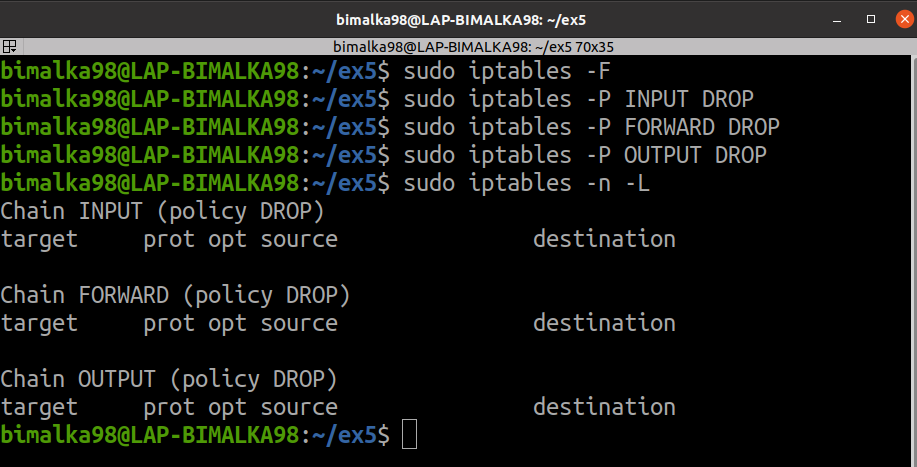 bimalka98@LAP-BIMALKA98: ~/ex5
bimalka98@LAP-BIMALKA98: ~/ex5 70x35
bimalka98@LAP-BIMALKA98:~/ex5$ sudo iptables -F
bimalka98@LAP-BIMALKA98:~/ex5$ sudo iptables -P INPUT DROP
bimalka98@LAP-BIMALKA98:~/ex5$ sudo iptables -P FORWARD DROP
bimalka98@LAP-BIMALKA98:~/ex5$ sudo iptables -P OUTPUT DROP
bimalka98@LAP-BIMALKA98:~/ex5$ sudo iptables -n -L
Chain INPUT (policy DROP)
target     prot opt source               destination
Chain FORWARD (policy DROP)
target     prot opt source               destination
Chain OUTPUT (policy DROP)
target     prot opt source               destination
bimalka98@LAP-BIMALKA98:~/ex5$